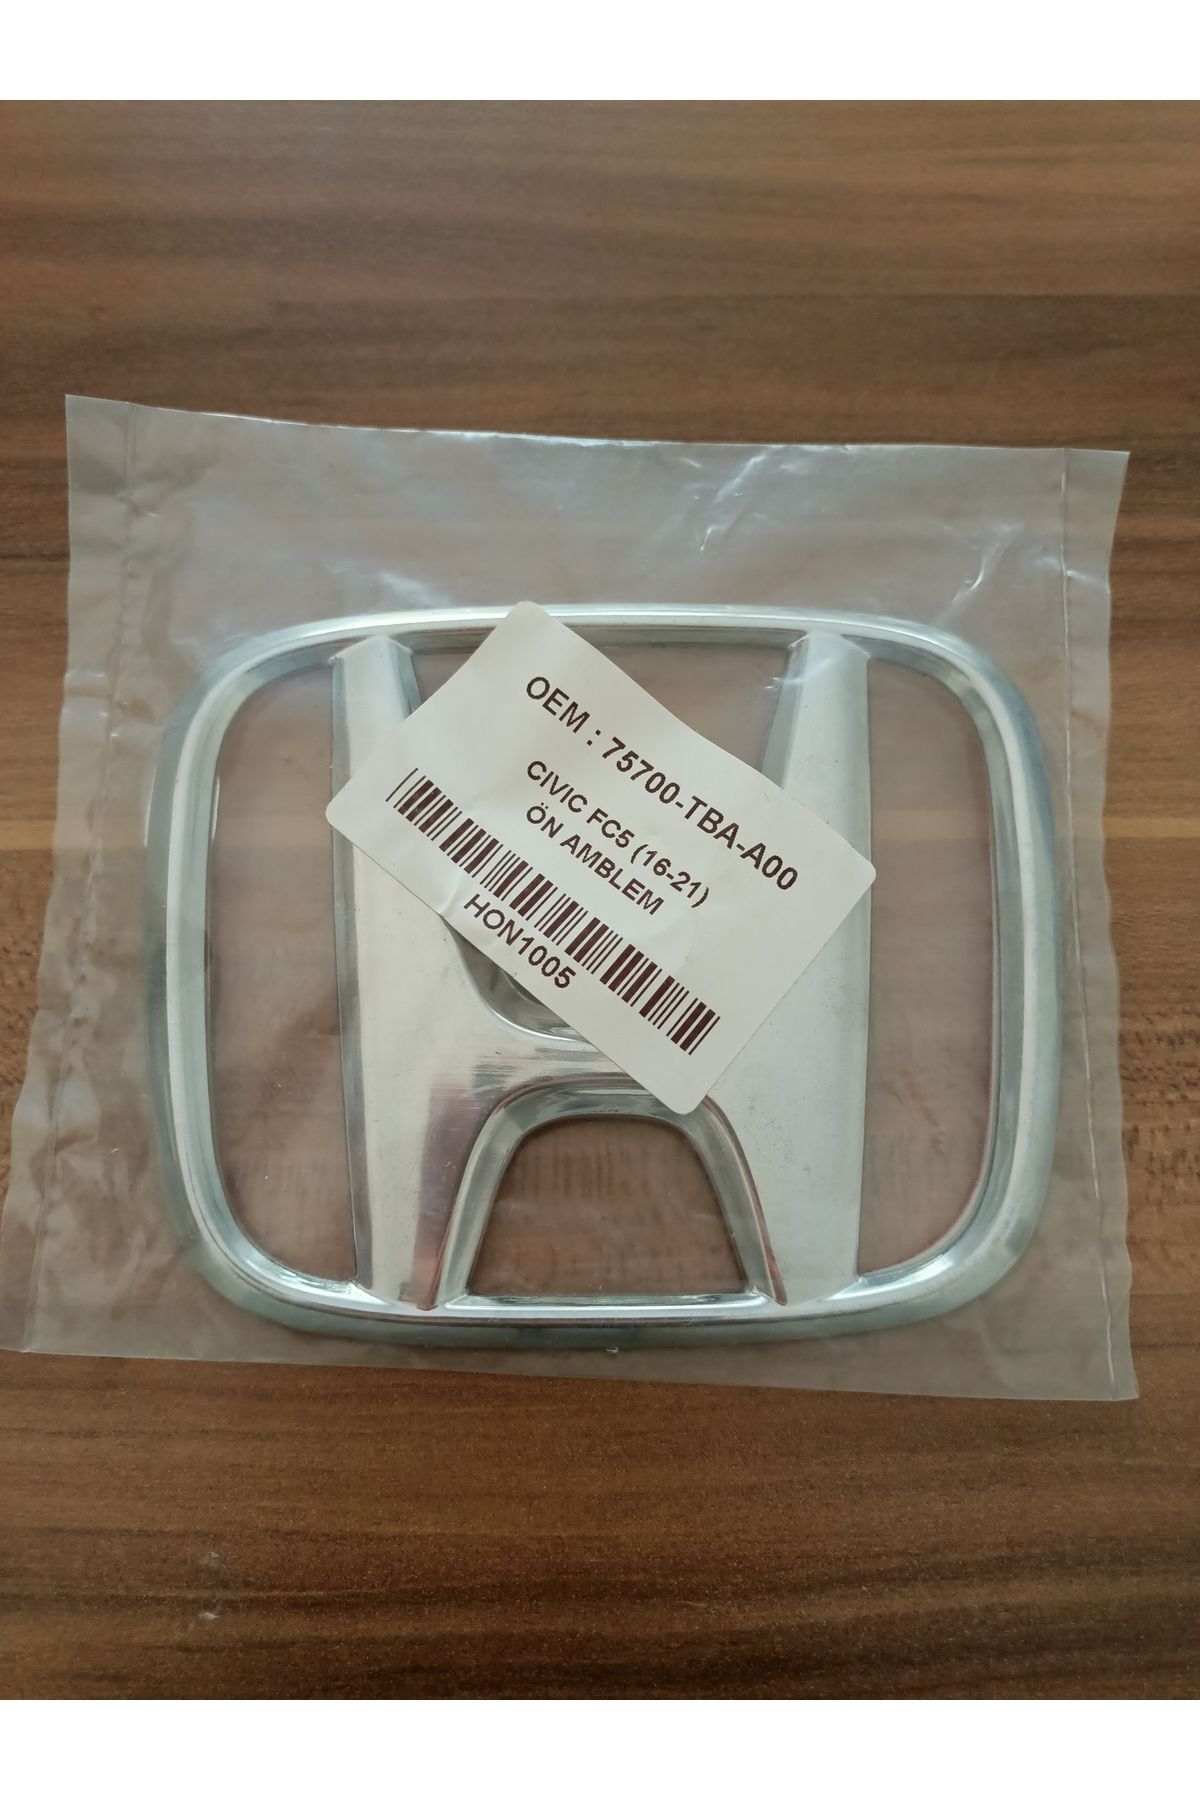 OEM : 75700-TBA-A00
CIVIC FC5 (16-21)
ÖN AMBLEM
HON1005